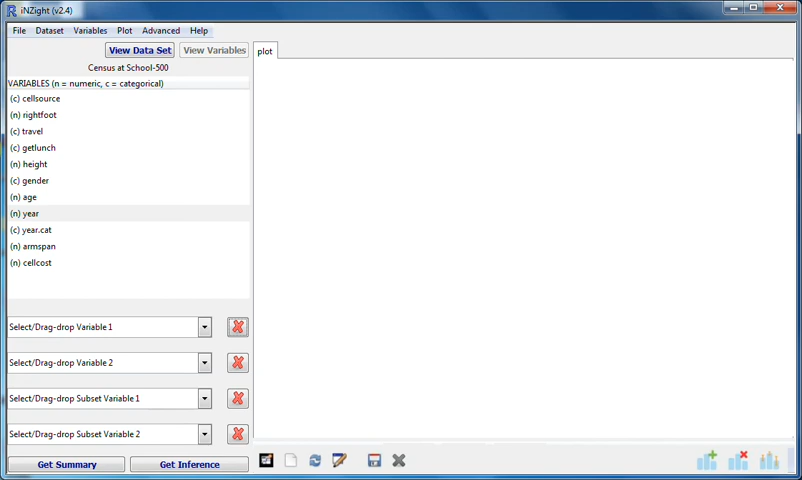 iNZight (v2.4)
File Dataset Variables Plot Advanced Help
View Data Set View Variables plot
Census at School-500
VARIABLES (n = numeric, c = categorical)
(c) cellsource
(n) rightfoot
(c) travel
(c) getlunch
(n) height
(c) gender
(n) age
(n) year
(c) year.cat
(n) armspan
(n) cellcost
Select/Drag-drop Variable 1
Select/Drag-drop Variable 2
Select/Drag-drop Subset Variable 1
Select/Drag-drop Subset Variable 2
Get Summary Get Inference